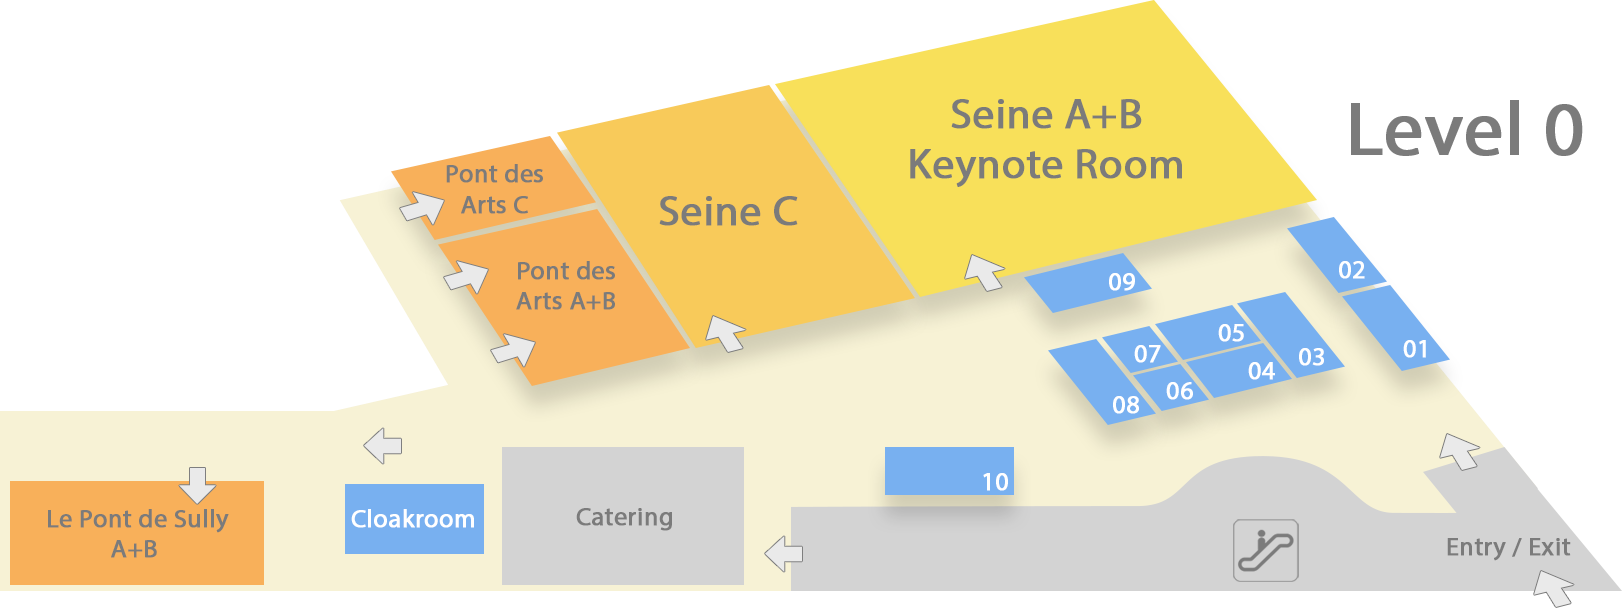 Level 0
Seine A+B
Keynote Room
Seine C
Pont des
Arts C
Pont des
Arts A+B
02
01
09
05
03
07
04
06
08
10
Le Pont de Sully
A+B
Cloakroom
Catering
Entry / Exit